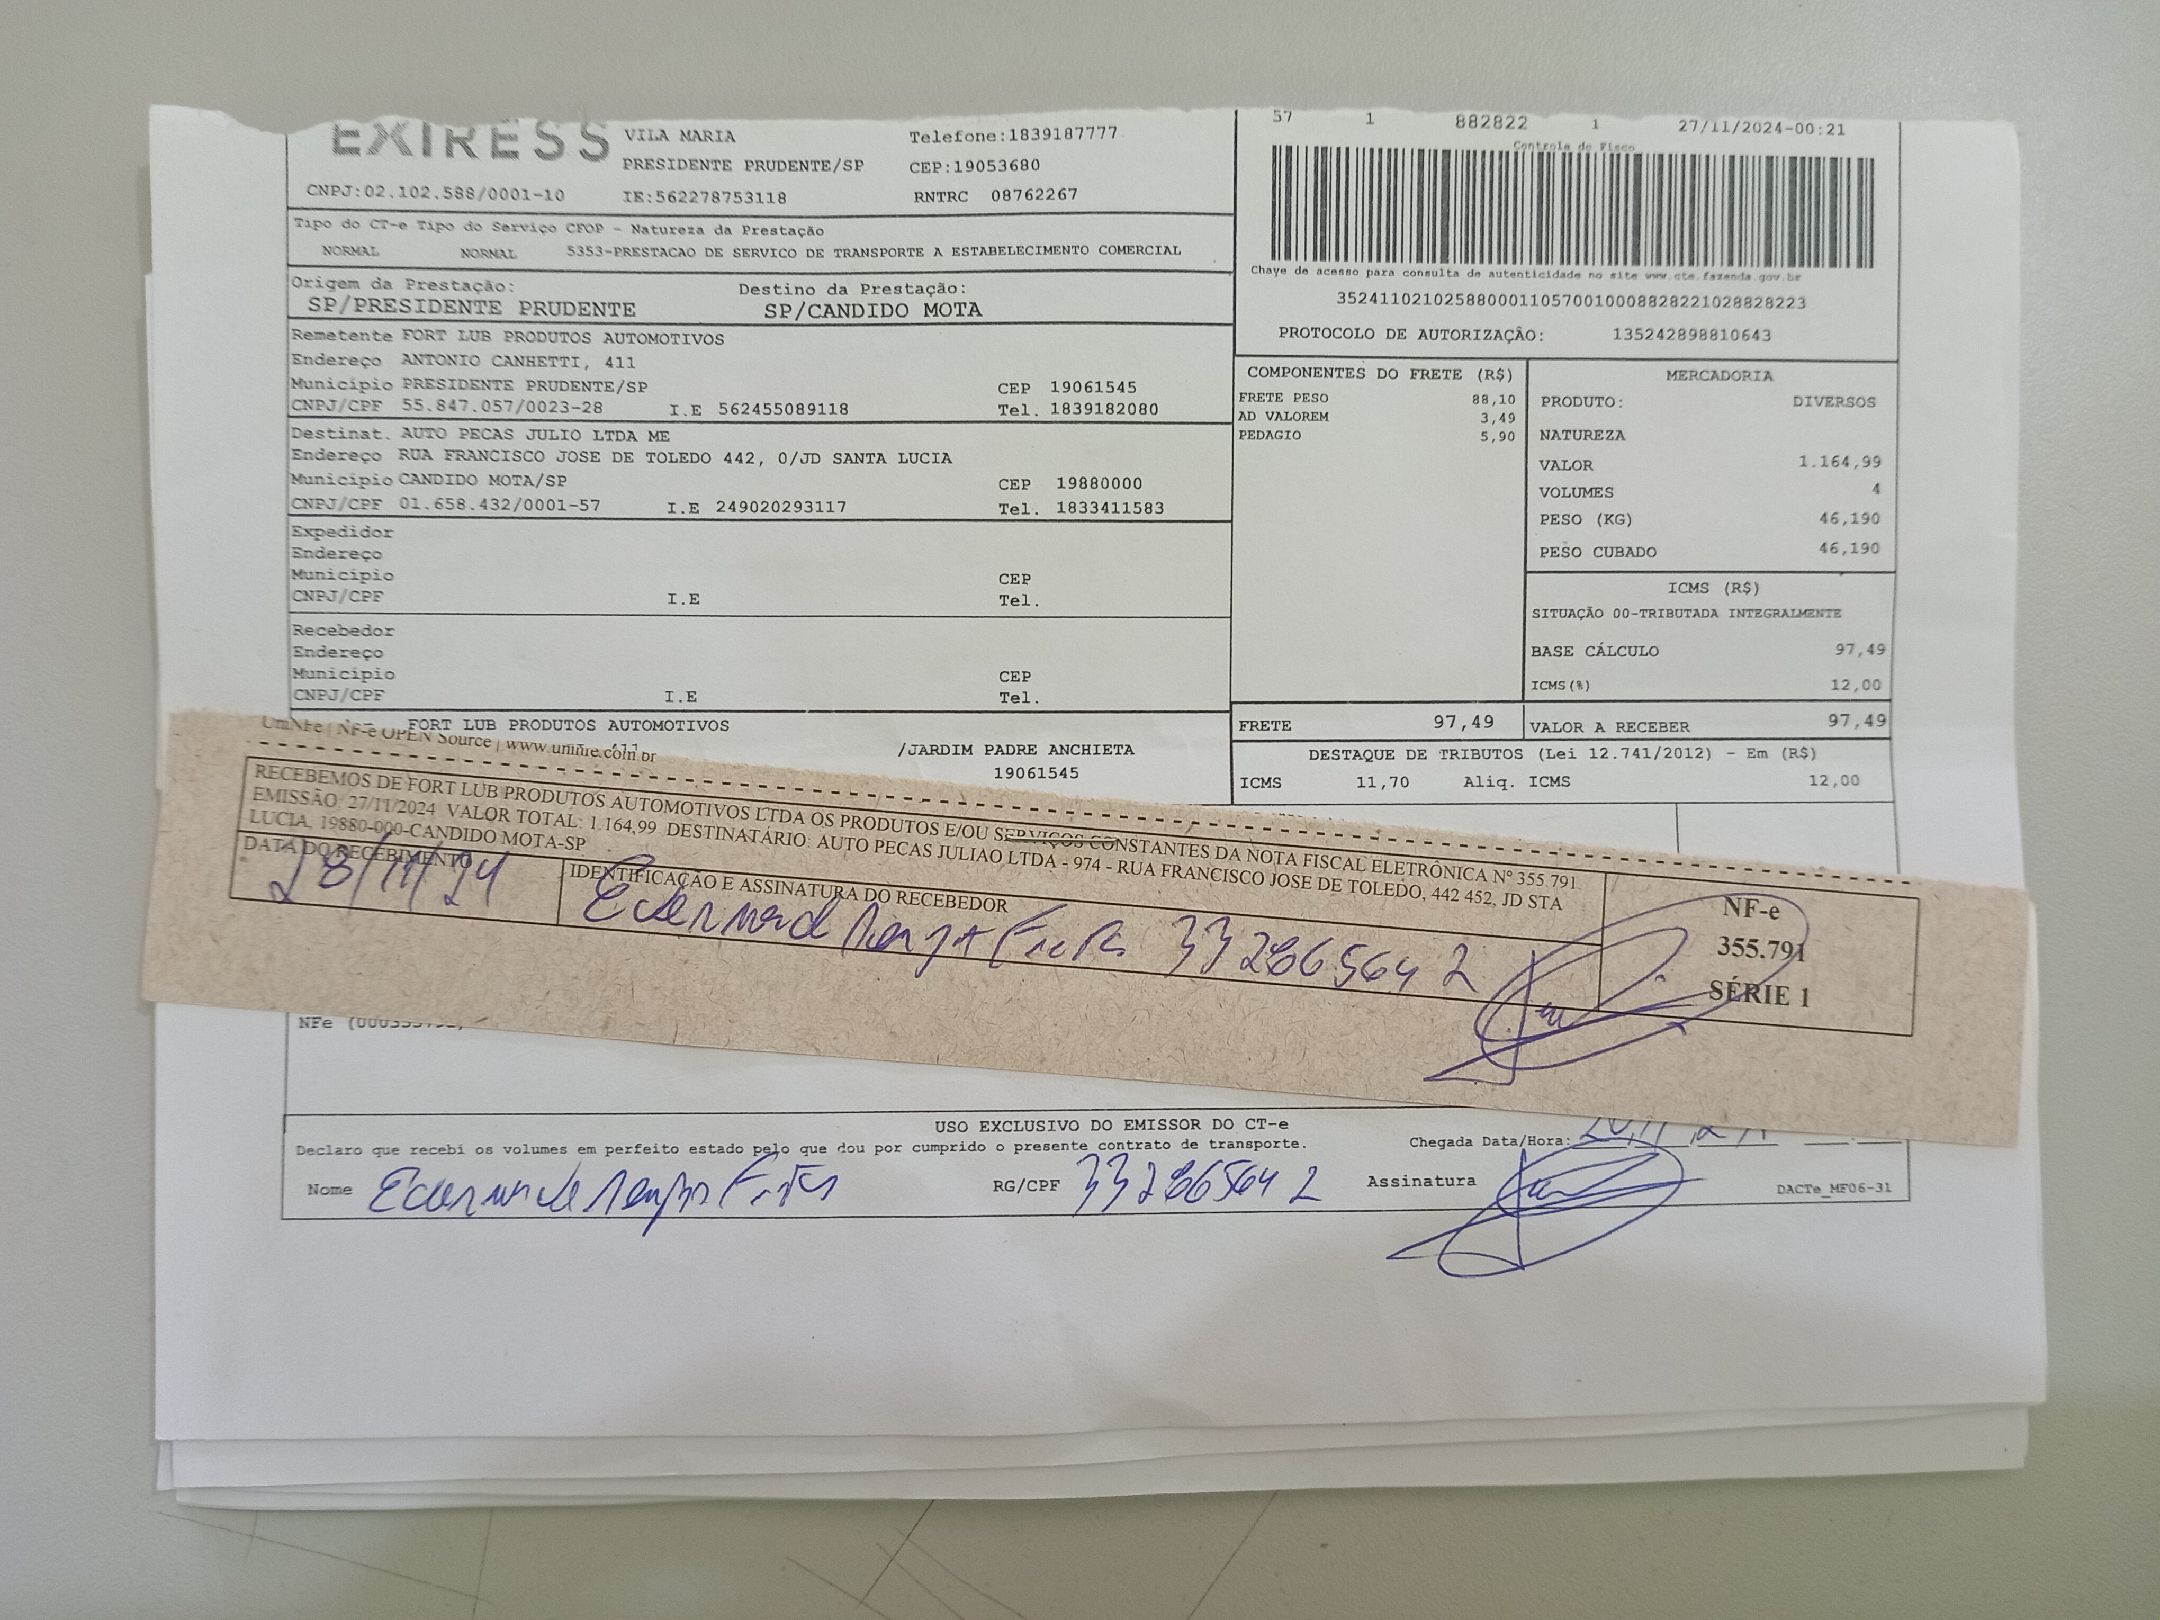 EXIRESS VILA MARIA Telefone:1839187777
PRESIDENTE PRUDENTE/SP CEP:19053680
CNPJ:02.102.588/0001-10 IE:562278753118 RNTRC 08762267
Tipo do CT-e Tipo do Serviço CFOP - Natureza da Prestação
NORMAL NORMAL 5353-PRESTACAO DE SERVICO DE TRANSPORTE A ESTABELECIMENTO COMERCIAL
Origem da Prestação: Destino da Prestação:
SP/PRESIDENTE PRUDENTE SP/CANDIDO MOTA
Remetente FORT LUB PRODUTOS AUTOMOTIVOS
Endereço ANTONIO CANHETTI, 411
Município PRESIDENTE PRUDENTE/SP CEP 19061545
CNPJ/CPF 55.847.057/0023-28 I.E 562455089118 Tel. 1839182080
Destinat. AUTO PECAS JULIO LTDA ME
Endereço RUA FRANCISCO JOSE DE TOLEDO 442, 0/JD SANTA LUCIA
Município CANDIDO MOTA/SP CEP 19880000
CNPJ/CPF 01.658.432/0001-57 I.E 249020293117 Tel. 1833411583
Expedidor
Endereço
Município CEP
CNPJ/CPF I.E Tel.
Recebedor
Endereço
Município CEP
CNPJ/CPF I.E Tel.
FORT LUB PRODUTOS AUTOMOTIVOS
/JARDIM PADRE ANCHIETA
19061545
57 1 882822 1 27/11/2024-00:21
Controle do Fisco
Chave de acesso para consulta de autenticidade no site www.cte.fazenda.gov.br
35241102102588000110570010008828221028828223
PROTOCOLO DE AUTORIZAÇÃO: 135242898810643
COMPONENTES DO FRETE (R$)
FRETE PESO 88,10
AD VALOREM 3,49
PEDAGIO 5,90
MERCADORIA
PRODUTO: DIVERSOS
NATUREZA
VALOR 1.164,99
VOLUMES 4
PESO (KG) 46,190
PESO CUBADO 46,190
ICMS (R$)
SITUAÇÃO 00-TRIBUTADA INTEGRALMENTE
BASE CÁLCULO 97,49
ICMS(%) 12,00
FRETE 97,49 VALOR A RECEBER 97,49
DESTAQUE DE TRIBUTOS (Lei 12.741/2012) - Em (R$)
ICMS 11,70 Aliq. ICMS 12,00
UniNFe | NF-e OPEN Source | www.uninfe.com.br
RECEBEMOS DE FORT LUB PRODUTOS AUTOMOTIVOS LTDA OS PRODUTOS E/OU SERVIÇOS CONSTANTES DA NOTA FISCAL ELETRÔNICA Nº 355.791
EMISSÃO: 27/11/2024 VALOR TOTAL: 1.164,99 DESTINATÁRIO: AUTO PECAS JULIAO LTDA - 974 - RUA FRANCISCO JOSE DE TOLEDO, 442 452, JD STA
LUCIA, 19880-000-CANDIDO MOTA-SP
DATA DO RECEBIMENTO IDENTIFICAÇÃO E ASSINATURA DO RECEBEDOR
28/11/24 332865642
NF-e
355.791
SÉRIE 1
NFe
USO EXCLUSIVO DO EMISSOR DO CT-e
Declaro que recebi os volumes em perfeito estado pelo que dou por cumprido o presente contrato de transporte. Chegada Data/Hora:
Nome RG/CPF 332865642 Assinatura DACTe_MF06-31